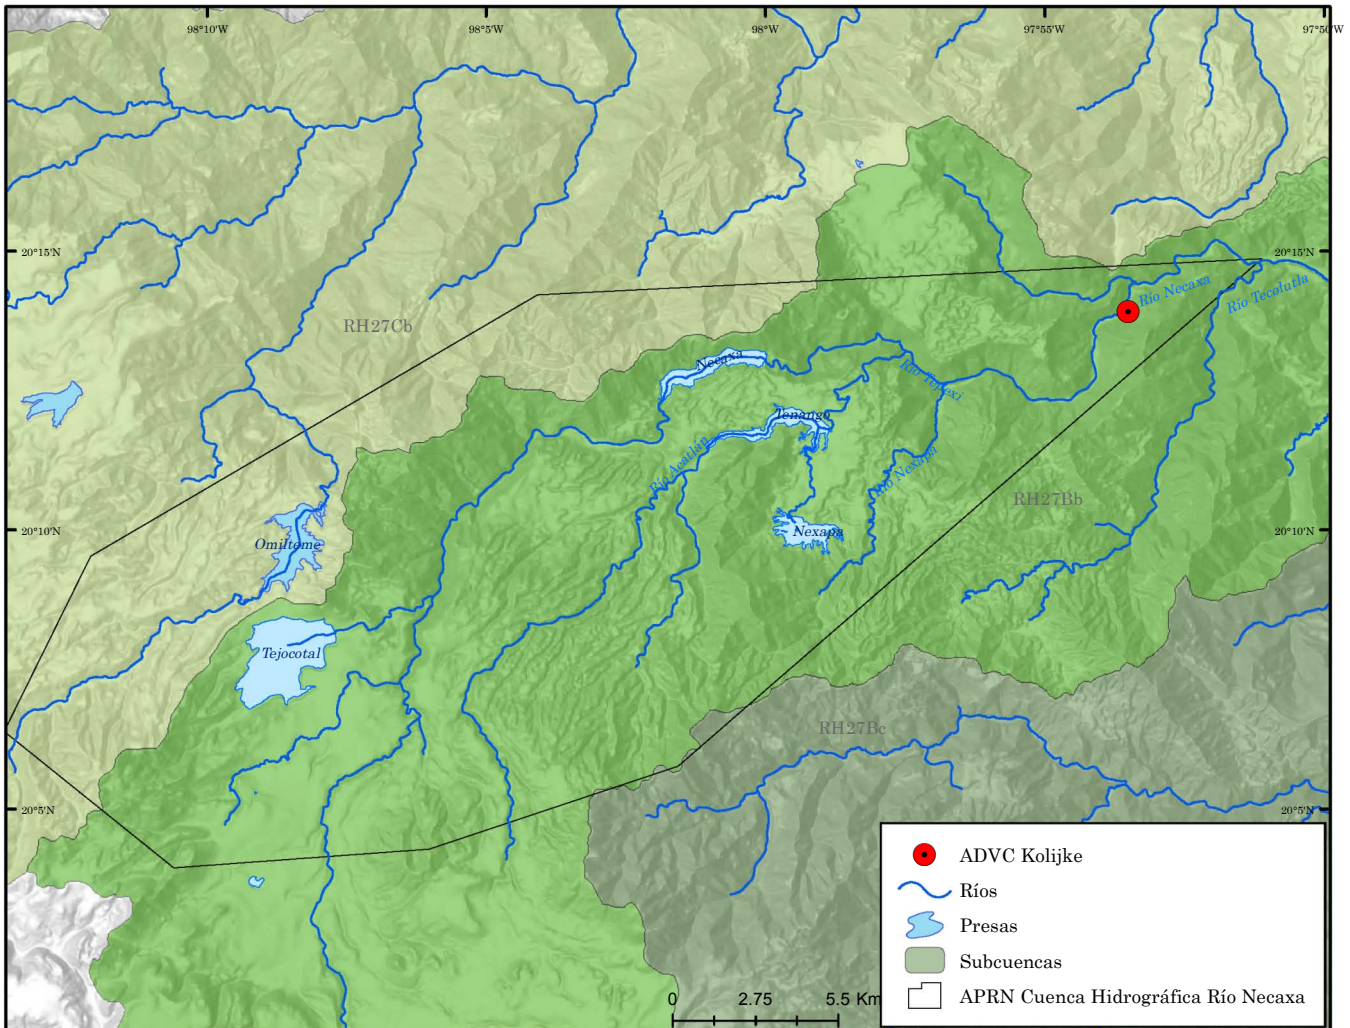 98°10'W
98°5'W
98°W
97°55'W
97°50'W
20°15'N
20°15'N
Río Necaxa
Río Tecolutla
RH27Cb
Necaxa
Río Totexi
Tenango
Río Acatlán
Río Nexapa
RH27Bb
20°10'N
20°10'N
Nexapa
Omilteme
Tejocotal
RH27Bc
20°5'N
20°5'N
ADVC Kolijke
Ríos
Presas
Subcuencas
APRN Cuenca Hidrográfica Río Necaxa
0 2.75 5.5 Km